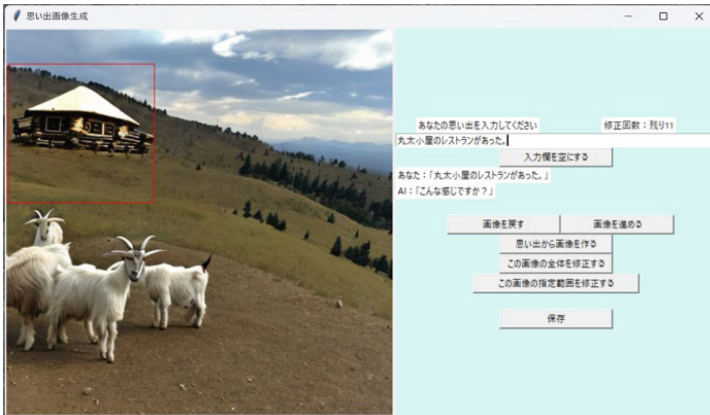 思い出画像生成
あなたの思い出を入力してください
修正回数：残り11
丸太小屋のレストランがあった。
入力欄を空にする
あなた：「丸太小屋のレストランがあった。」
AI：「こんな感じですか？」
画像を戻す
画像を進める
思い出から画像を作る
この画像の全体を修正する
この画像の指定範囲を修正する
保存